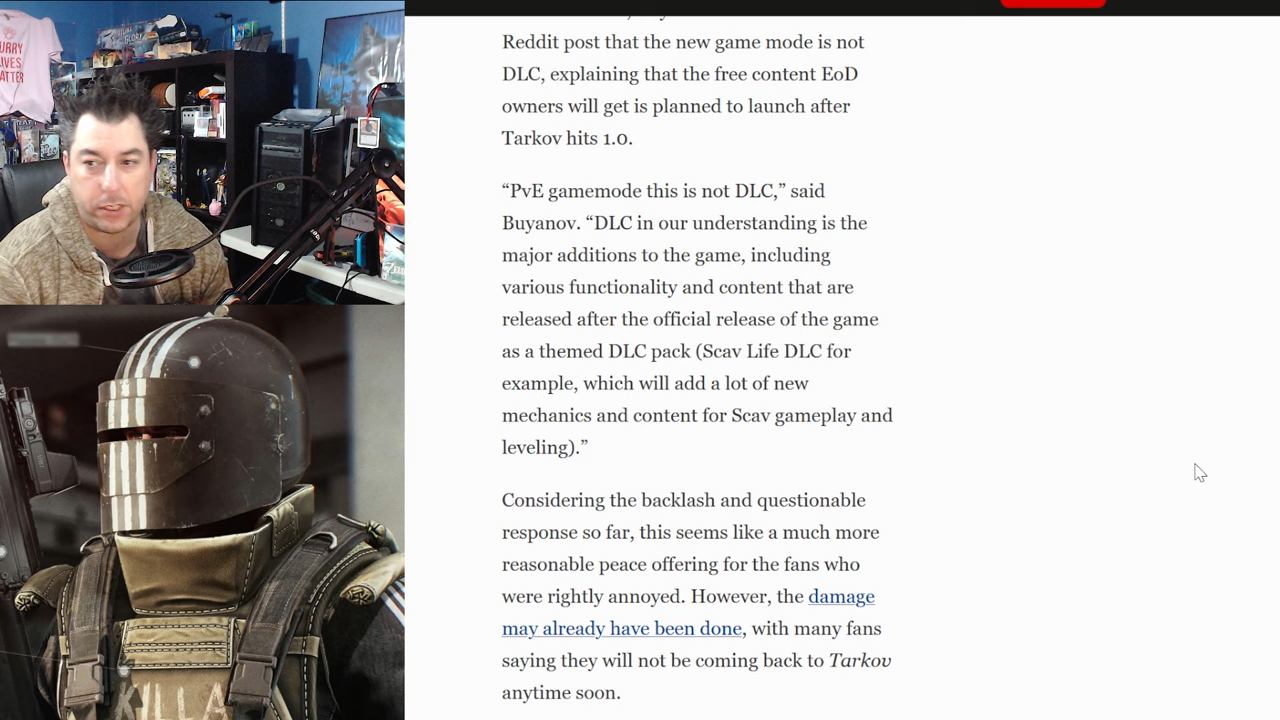 URRY
IVES
ATTER
GLORY
Reddit post that the new game mode is not
DLC, explaining that the free content EoD
owners will get is planned to launch after
Tarkov hits 1.0.
“PvE gamemode this is not DLC,” said
Buyanov. “DLC in our understanding is the
major additions to the game, including
various functionality and content that are
released after the official release of the game
as a themed DLC pack (Scav Life DLC for
example, which will add a lot of new
mechanics and content for Scav gameplay and
leveling).”
Considering the backlash and questionable
response so far, this seems like a much more
reasonable peace offering for the fans who
were rightly annoyed. However, the damage
may already have been done, with many fans
saying they will not be coming back to Tarkov
anytime soon.
KILLA